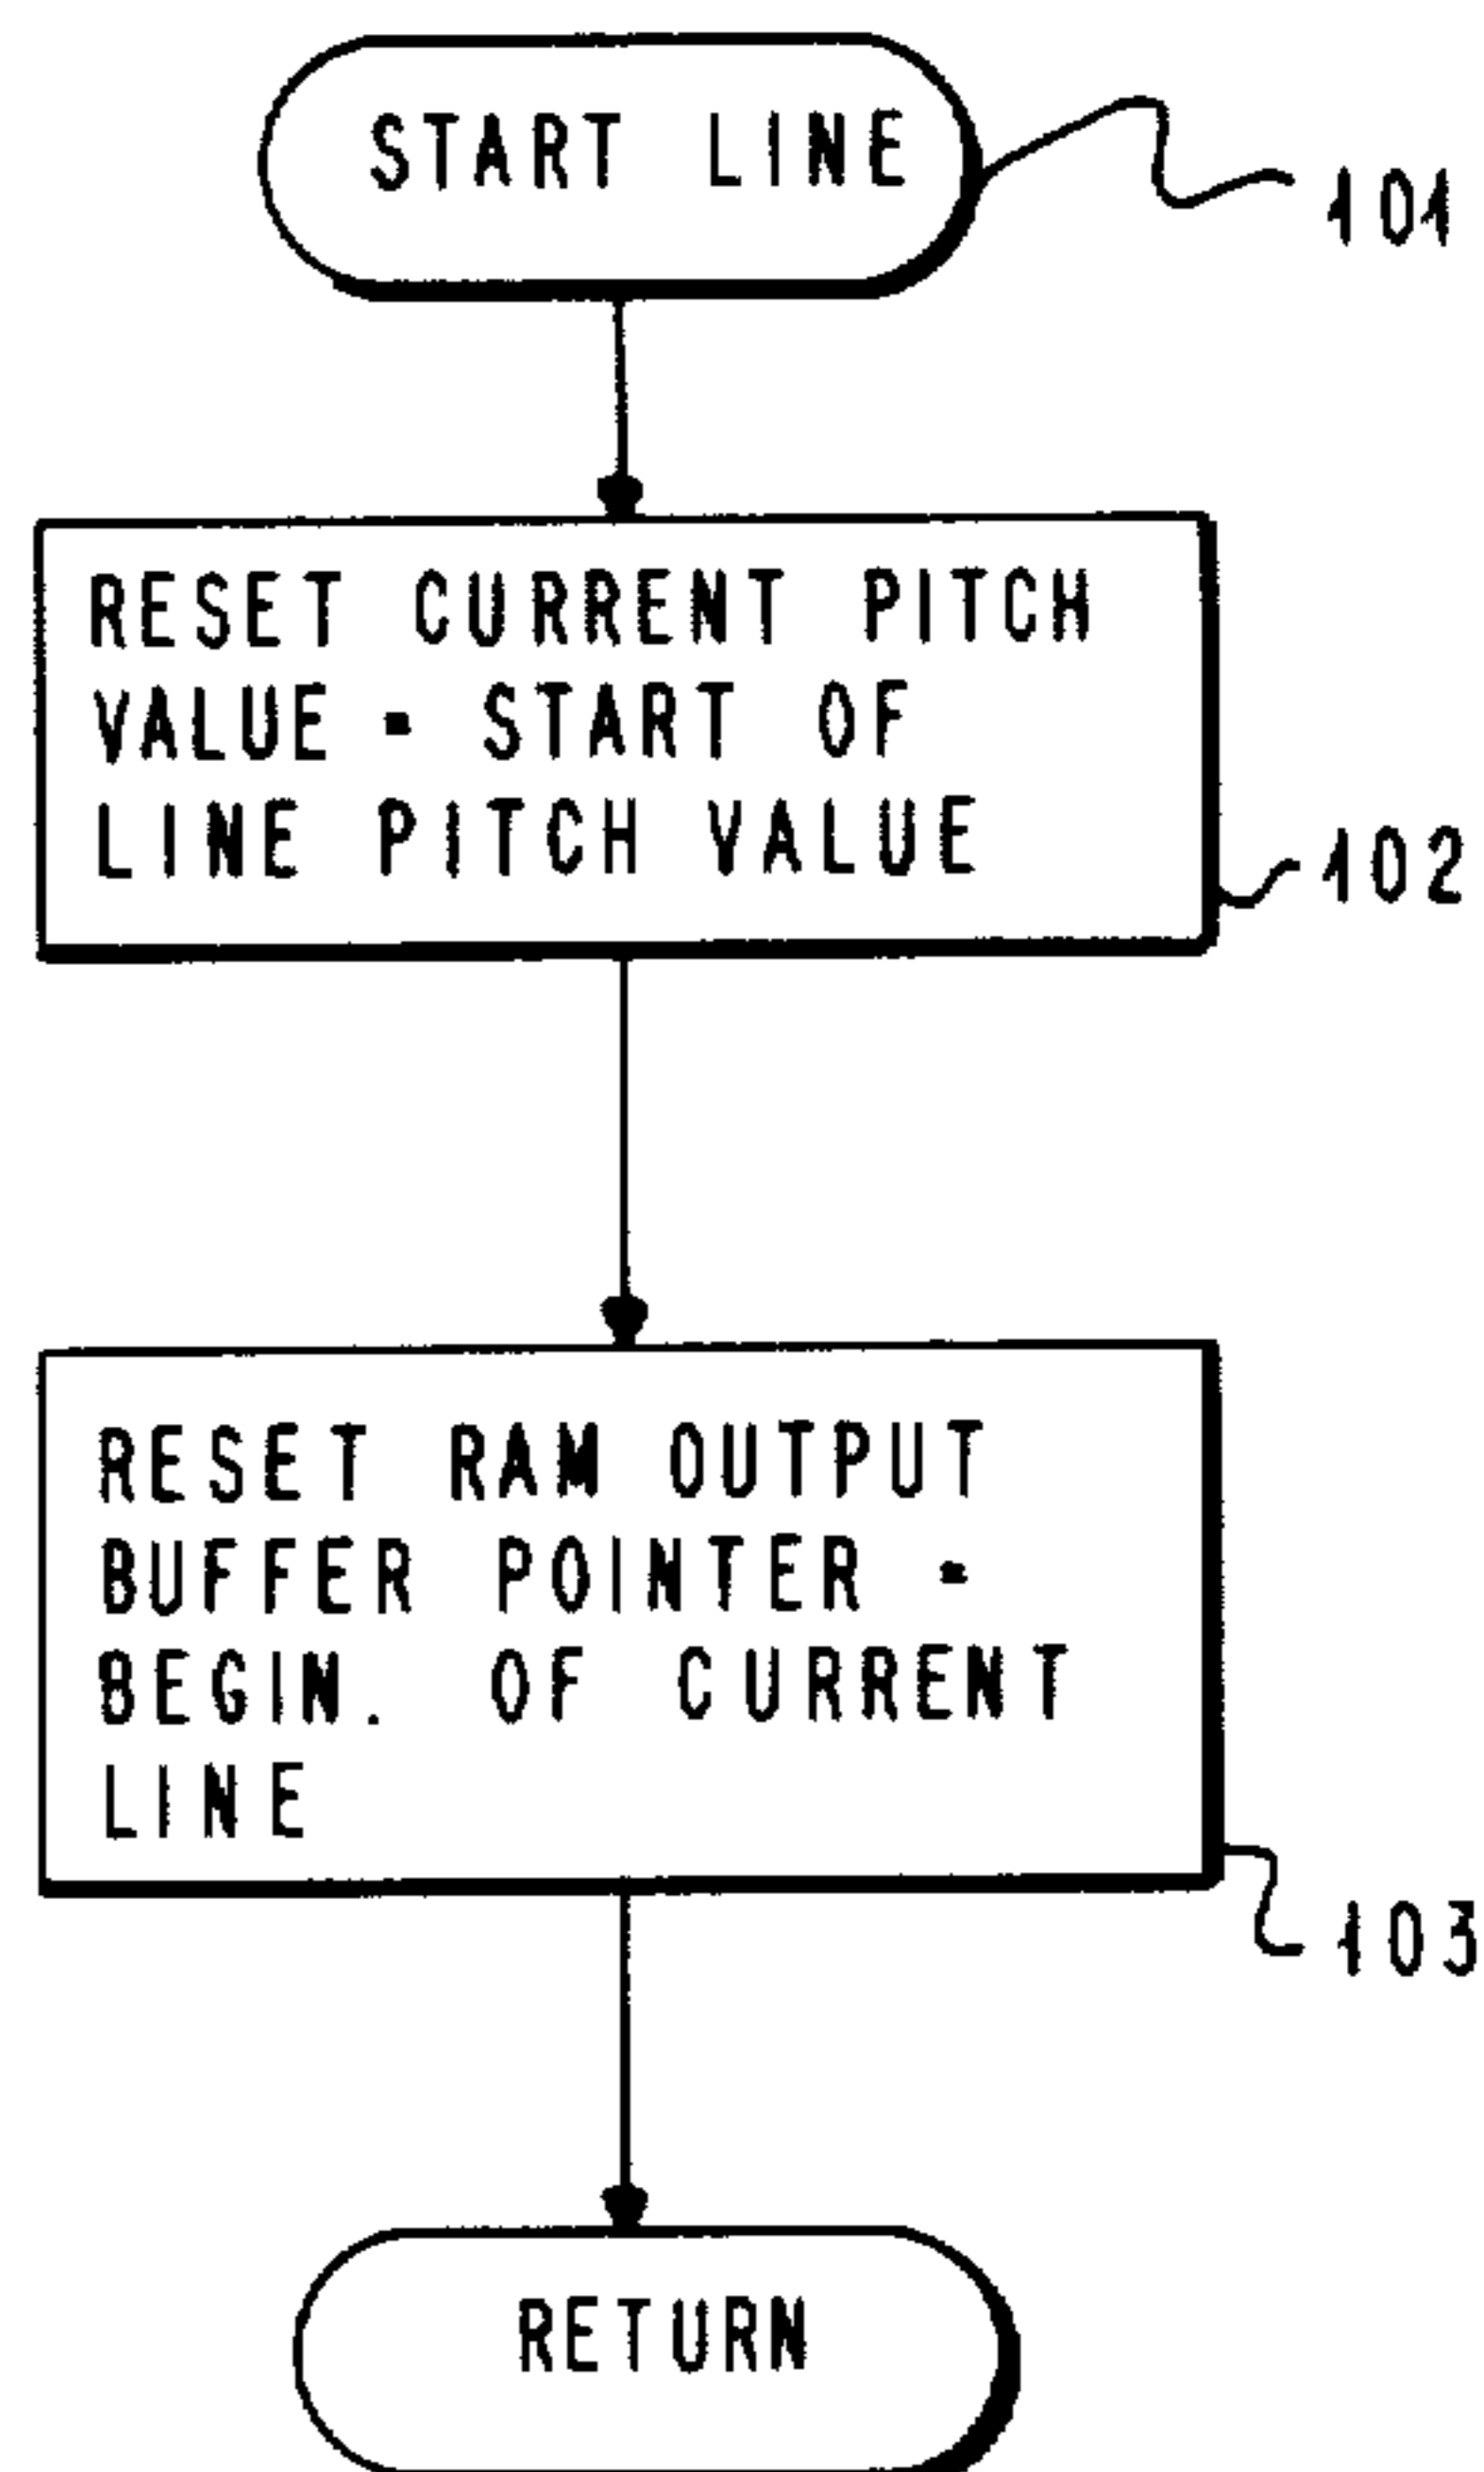 START LINE
101
RESET CURRENT PITCH
VALUE = START OF
LINE PITCH VALUE
102
RESET RAM OUTPUT
BUFFER POINTER =
BEGIN. OF CURRENT
LINE
103
RETURN